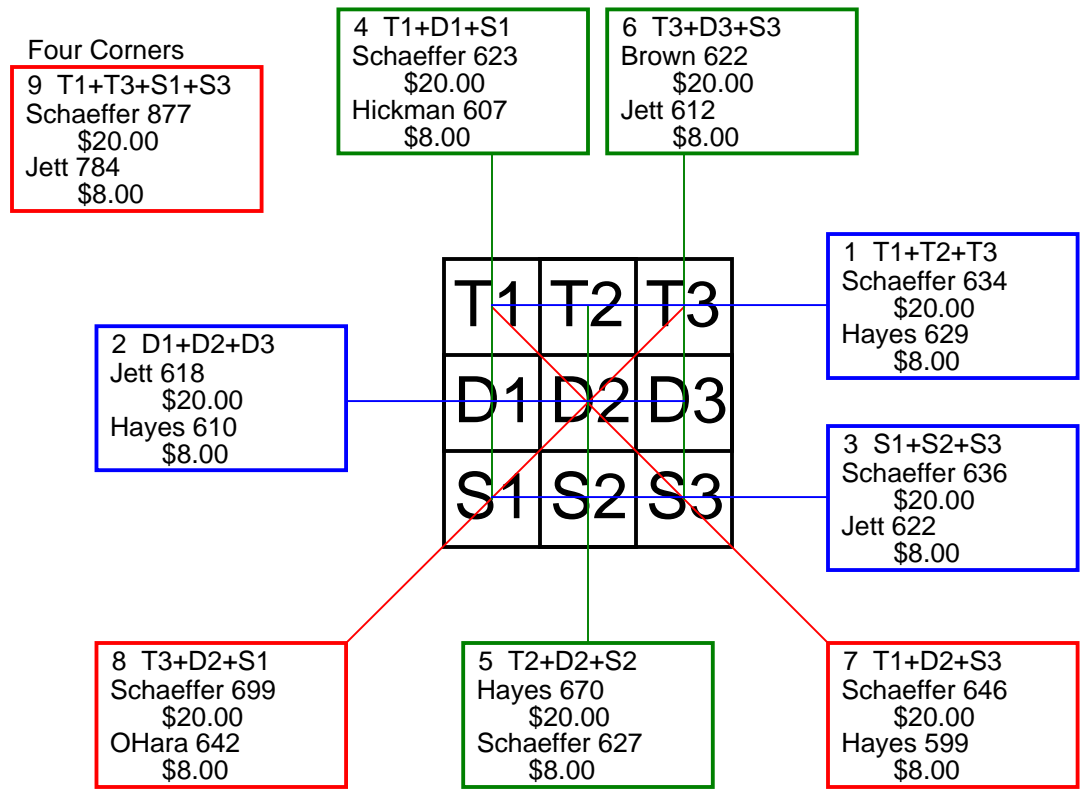 4 T1+D1+S1
Schaeffer 623
$20.00
Hickman 607
$8.00
6 T3+D3+S3
Brown 622
$20.00
Jett 612
$8.00
Four Corners
9 T1+T3+S1+S3
Schaeffer 877
$20.00
Jett 784
$8.00
1 T1+T2+T3
Schaeffer 634
$20.00
Hayes 629
$8.00
T1 T2 T3
2 D1+D2+D3
Jett 618
$20.00
Hayes 610
$8.00
D1 D2 D3
3 S1+S2+S3
Schaeffer 636
$20.00
Jett 622
$8.00
S1 S2 S3
8 T3+D2+S1
Schaeffer 699
$20.00
OHara 642
$8.00
5 T2+D2+S2
Hayes 670
$20.00
Schaeffer 627
$8.00
7 T1+D2+S3
Schaeffer 646
$20.00
Hayes 599
$8.00